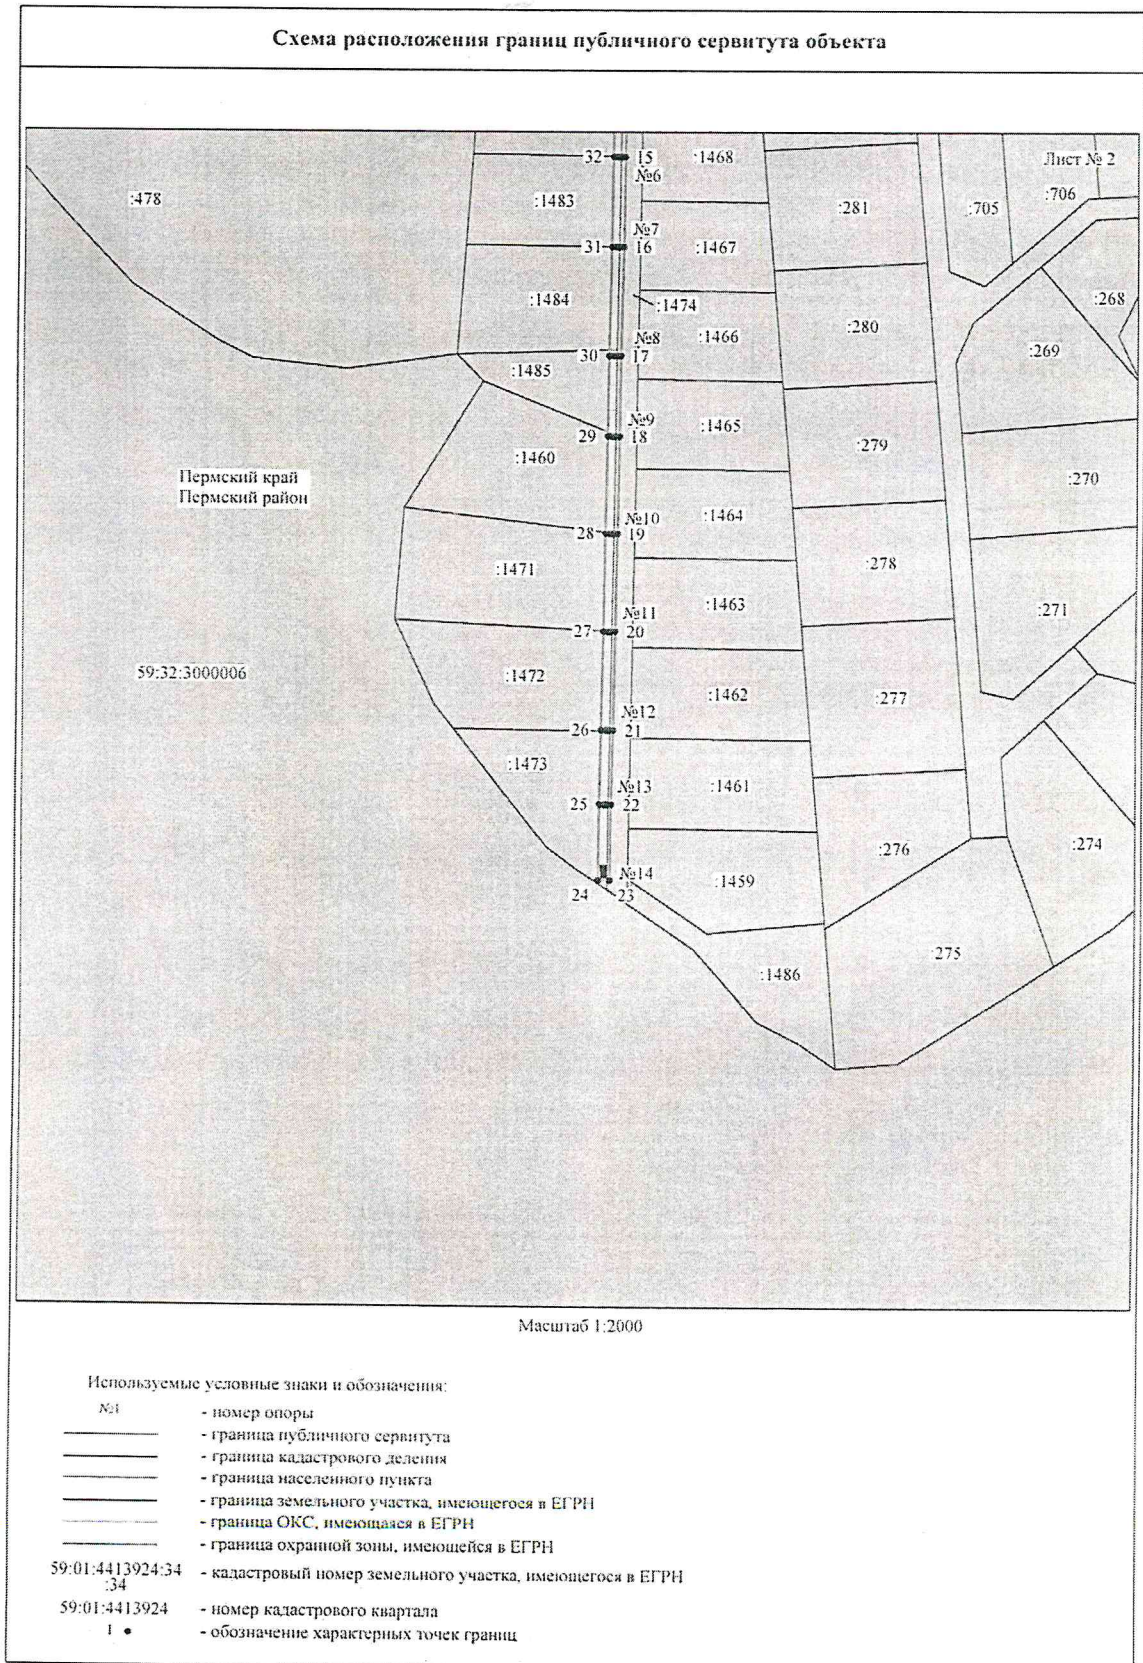 Схема расположения границ публичного сервитута объекта
Лист № 2
32 15 :1468
№6
:478
:1483
:281
:705
:706
№7
31 16 :1467
:1484
:1474
:268
:280
№8
:1466
30 17
:269
:1485
№9
29 18 :1465
:1460
:279
Пермский край
Пермский район
:270
№10
:1464
28 19
:1471
:278
:1463
№11
:271
27 20
59:32:3000006
:1472
:1462
:277
№12
26 21
:1473
№13
:1461
25 22
:276
:274
№14
:1459
24 23
:275
:1486
Масштаб 1:2000
Используемые условные знаки и обозначения:
№1 - номер опоры
- граница публичного сервитута
- граница кадастрового деления
- граница населенного пункта
- граница земельного участка, имеющегося в ЕГРН
- граница ОКС, имеющаяся в ЕГРН
- граница охранной зоны, имеющейся в ЕГРН
59:01:4413924:34
:34
- кадастровый номер земельного участка, имеющегося в ЕГРН
59:01:4413924 - номер кадастрового квартала
1 - обозначение характерных точек границ